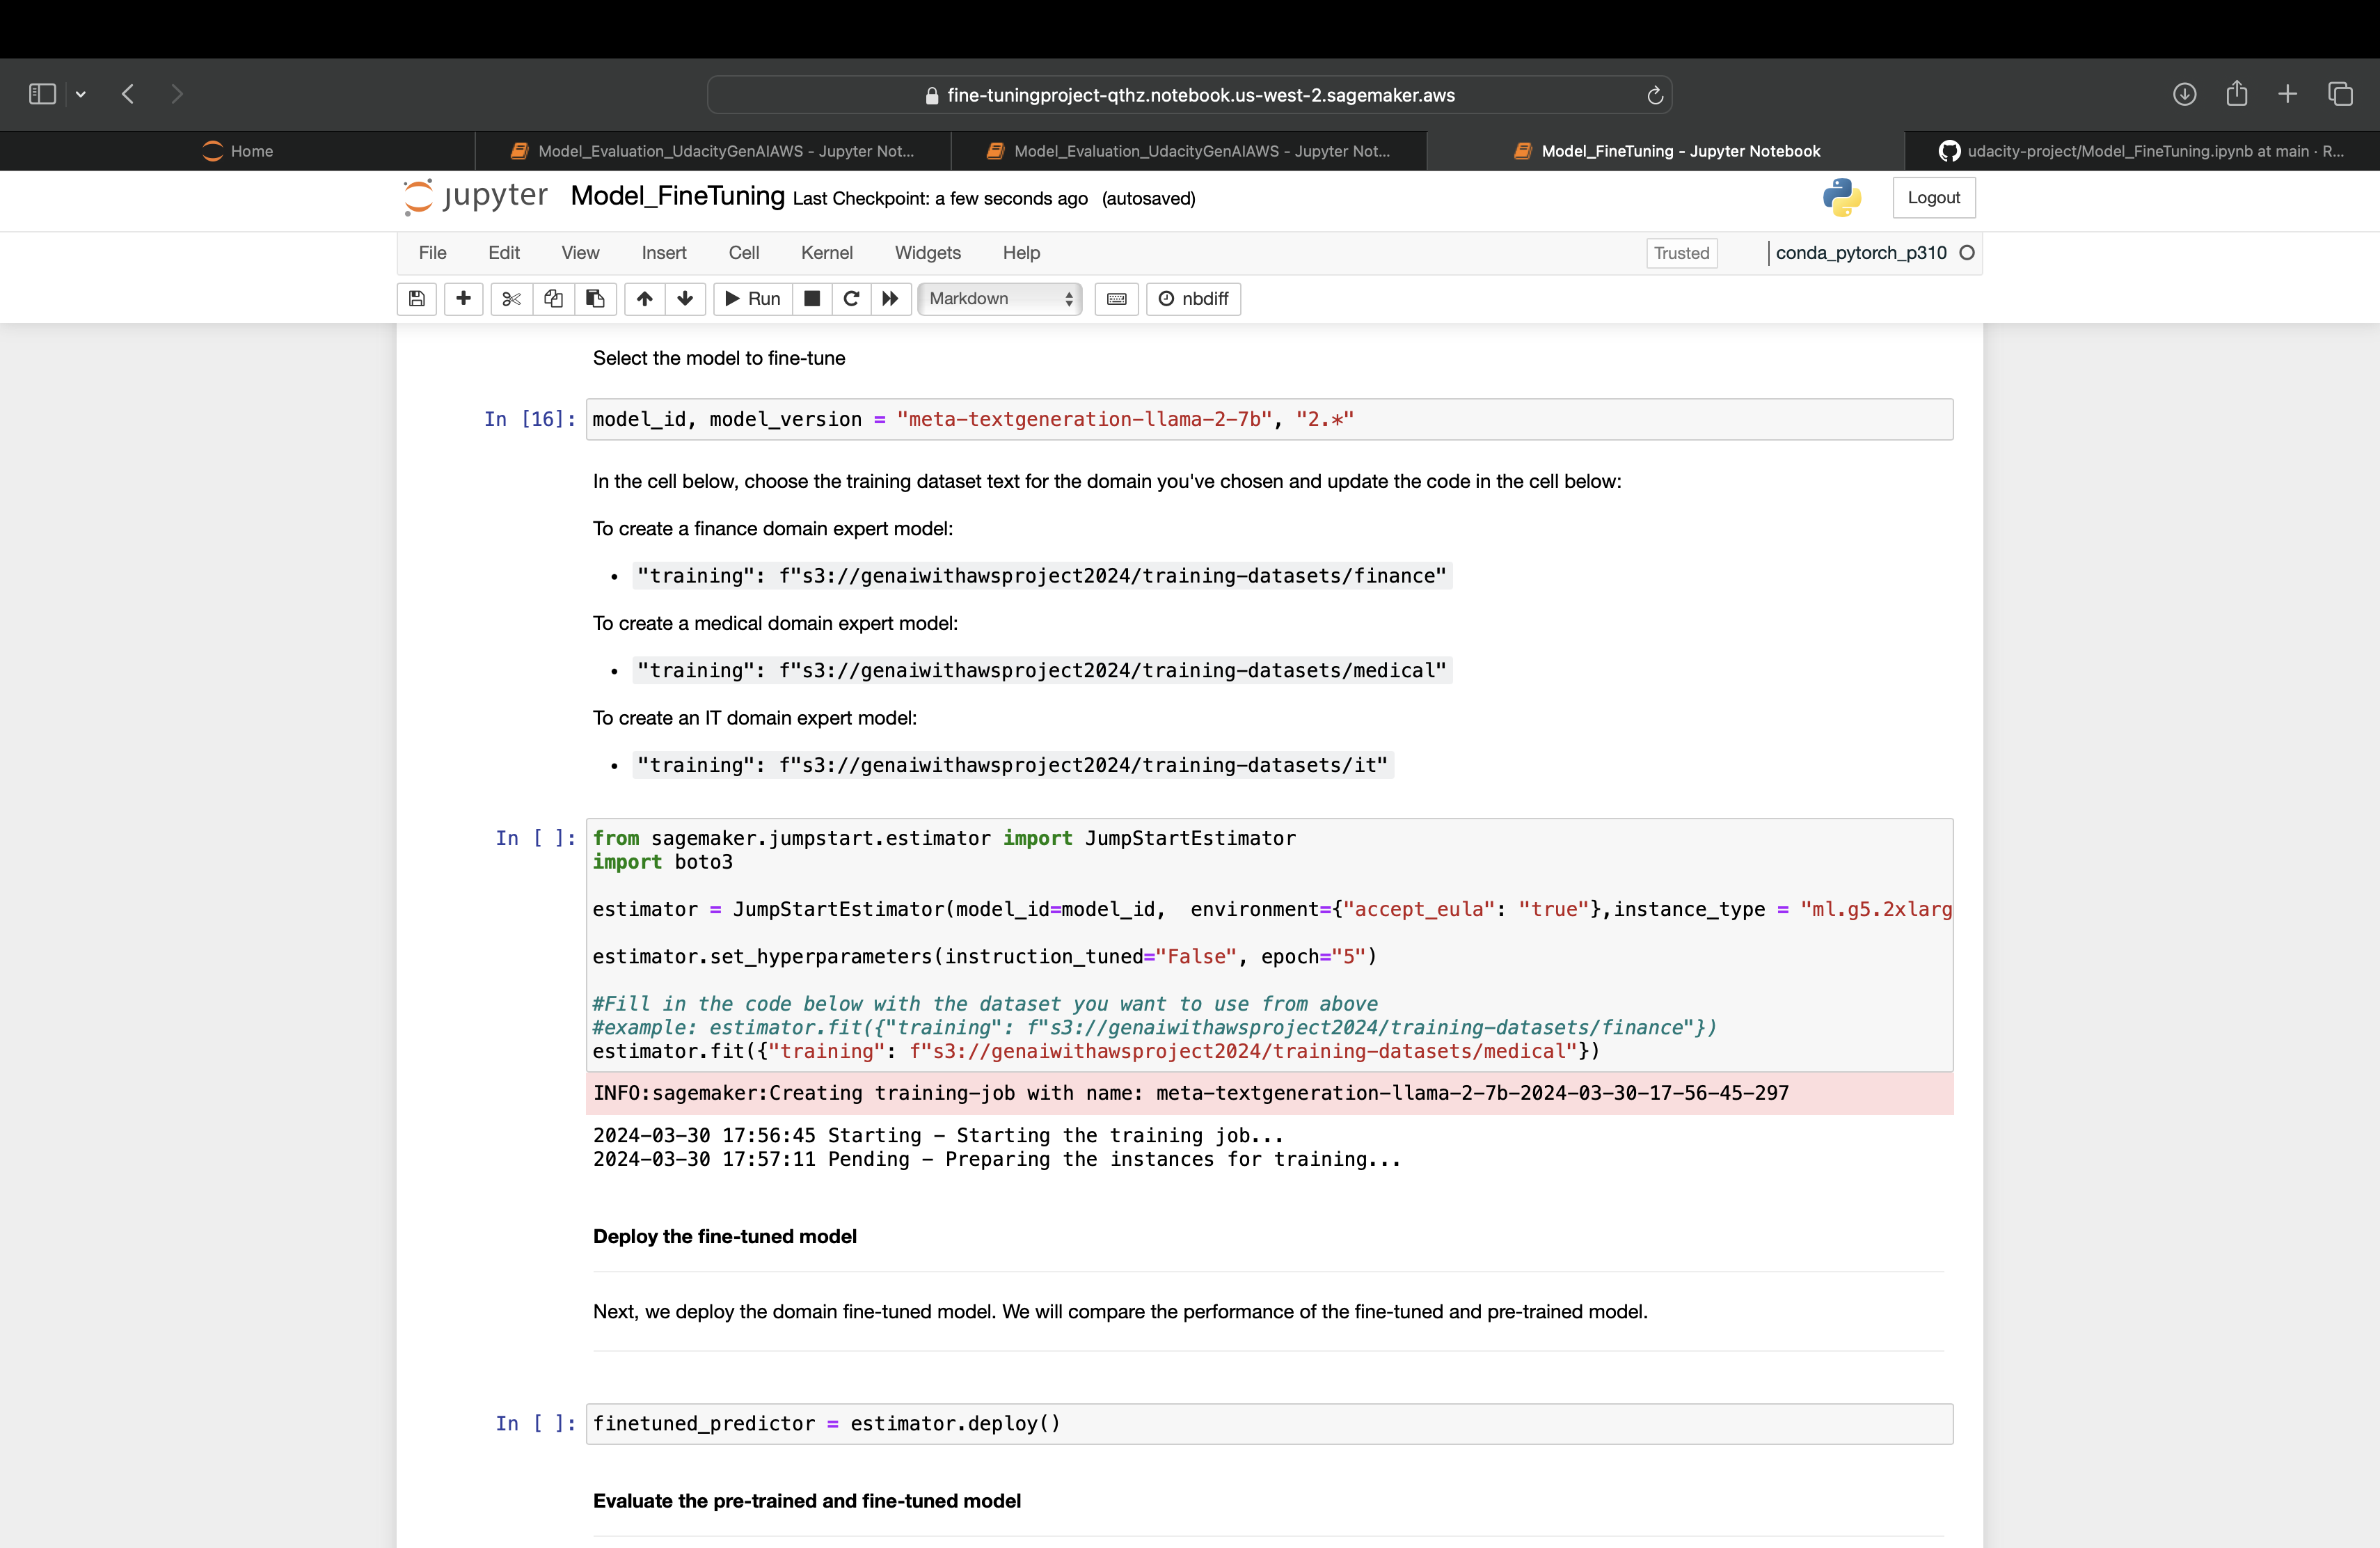 fine-tuningproject-qthz.notebook.us-west-2.sagemaker.aws
Home
Model_Evaluation_UdacityGenAIAWS - Jupyter Not...
Model_Evaluation_UdacityGenAIAWS - Jupyter Not...
Model_FineTuning - Jupyter Notebook
udacity-project/Model_FineTuning.ipynb at main · R...
jupyter Model_FineTuning Last Checkpoint: a few seconds ago (autosaved)
Logout
File Edit View Insert Cell Kernel Widgets Help
Trusted
conda_pytorch_p310
Run
Markdown
nbdiff
Select the model to fine-tune
In [16]: model_id, model_version = "meta-textgeneration-llama-2-7b", "2.*"
In the cell below, choose the training dataset text for the domain you've chosen and update the code in the cell below:
To create a finance domain expert model:
• "training": f"s3://genaiwithawsproject2024/training-datasets/finance"
To create a medical domain expert model:
• "training": f"s3://genaiwithawsproject2024/training-datasets/medical"
To create an IT domain expert model:
• "training": f"s3://genaiwithawsproject2024/training-datasets/it"
In [ ]: from sagemaker.jumpstart.estimator import JumpStartEstimator
import boto3
estimator = JumpStartEstimator(model_id=model_id,  environment={"accept_eula": "true"},instance_type = "ml.g5.2xlarg
estimator.set_hyperparameters(instruction_tuned="False", epoch="5")
#Fill in the code below with the dataset you want to use from above
#example: estimator.fit({"training": f"s3://genaiwithawsproject2024/training-datasets/finance"})
estimator.fit({"training": f"s3://genaiwithawsproject2024/training-datasets/medical"})
INFO:sagemaker:Creating training-job with name: meta-textgeneration-llama-2-7b-2024-03-30-17-56-45-297
2024-03-30 17:56:45 Starting - Starting the training job...
2024-03-30 17:57:11 Pending - Preparing the instances for training...
Deploy the fine-tuned model
Next, we deploy the domain fine-tuned model. We will compare the performance of the fine-tuned and pre-trained model.
In [ ]: finetuned_predictor = estimator.deploy()
Evaluate the pre-trained and fine-tuned model